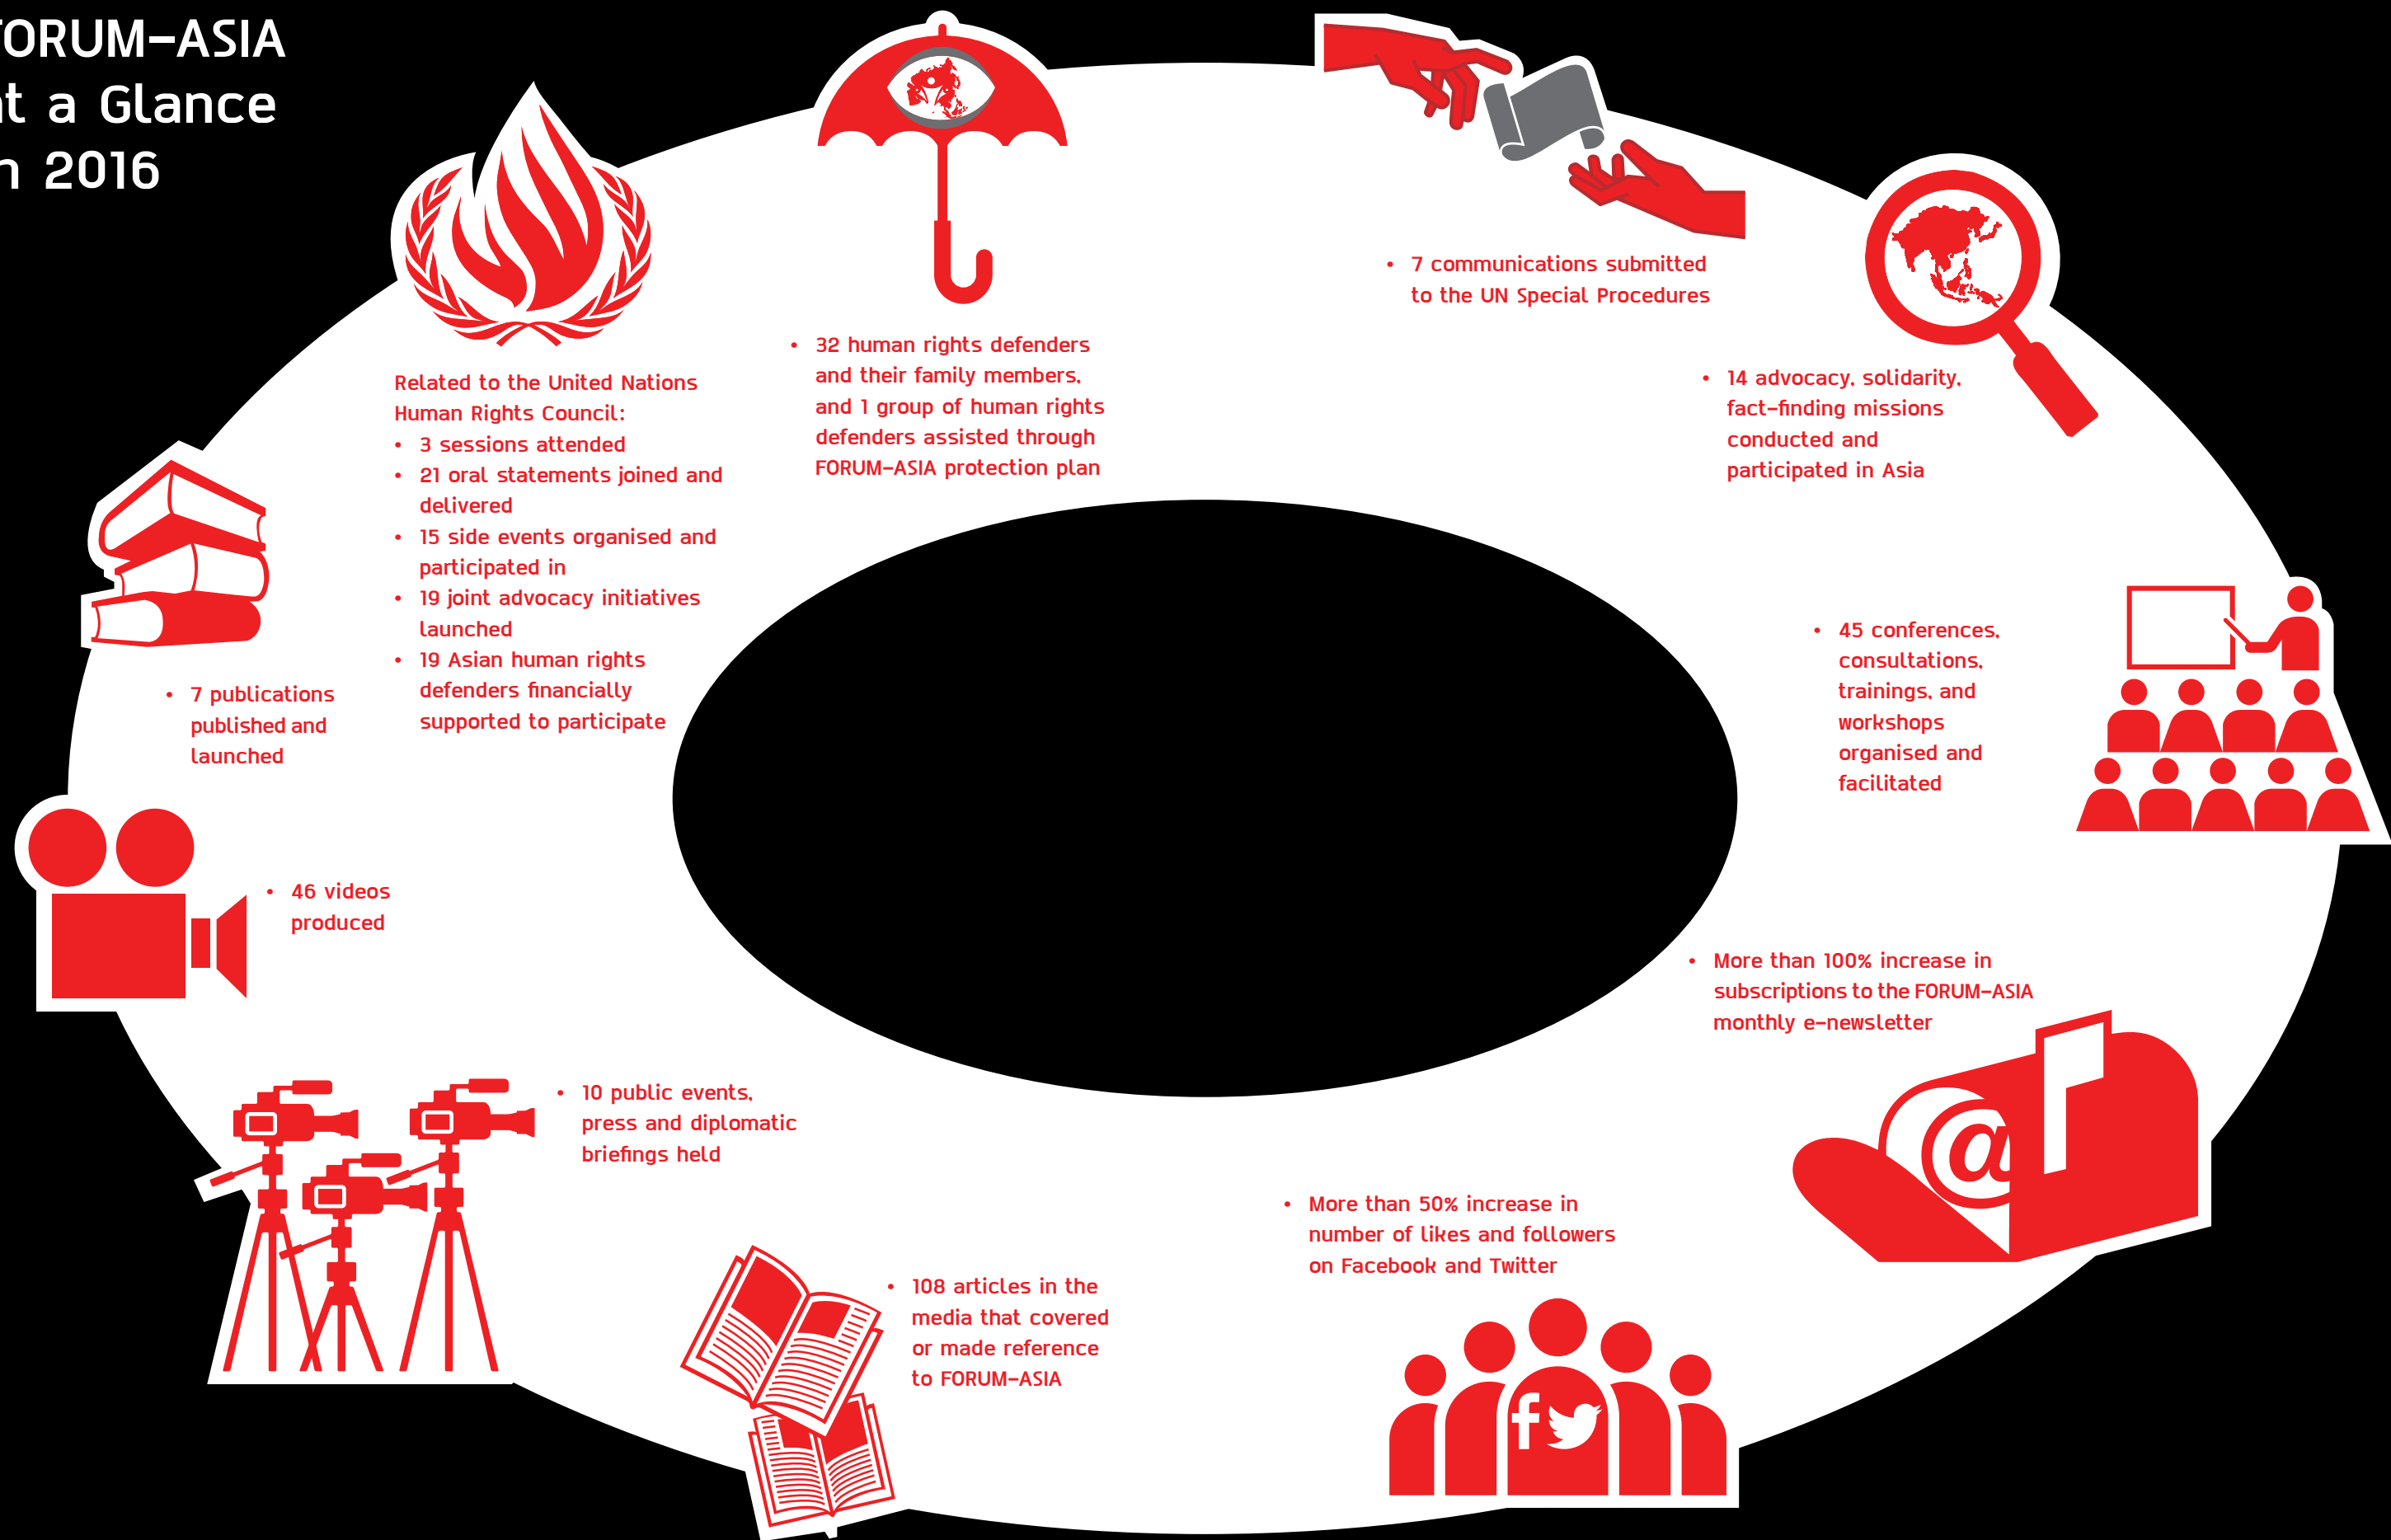 FORUM-ASIA
at a Glance
in 2016
Related to the United Nations
Human Rights Council:
• 3 sessions attended
• 21 oral statements joined and
delivered
• 15 side events organised and
participated in
• 19 joint advocacy initiatives
launched
• 19 Asian human rights
defenders financially
supported to participate
• 32 human rights defenders
and their family members,
and 1 group of human rights
defenders assisted through
FORUM-ASIA protection plan
• 7 communications submitted
to the UN Special Procedures
• 14 advocacy, solidarity,
fact-finding missions
conducted and
participated in Asia
• 45 conferences,
consultations,
trainings, and
workshops
organised and
facilitated
• More than 100% increase in
subscriptions to the FORUM-ASIA
monthly e-newsletter
@
• More than 50% increase in
number of likes and followers
on Facebook and Twitter
f
• 108 articles in the
media that covered
or made reference
to FORUM-ASIA
• 10 public events,
press and diplomatic
briefings held
• 46 videos
produced
• 7 publications
published and
launched